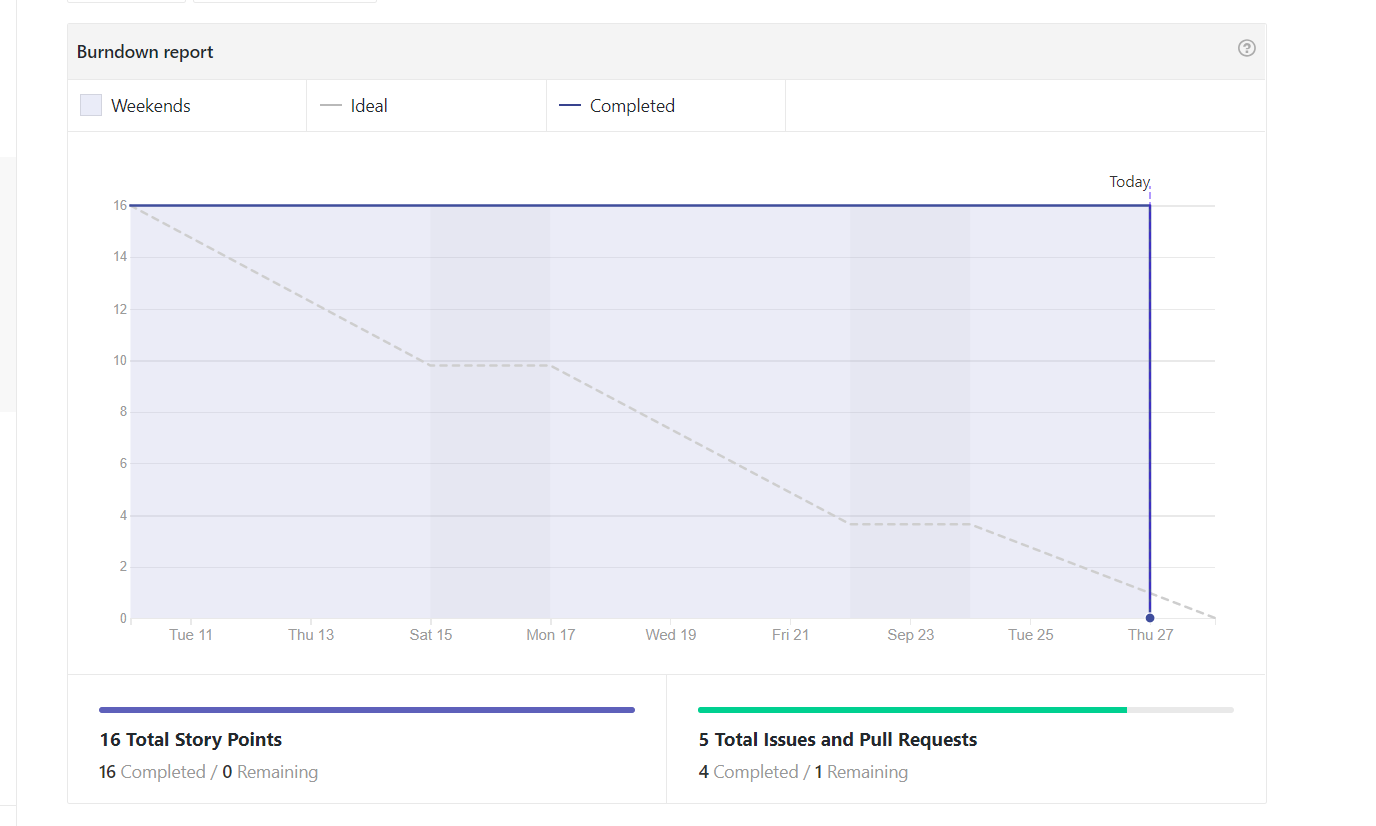 Burndown report
Weekends
Ideal
Completed
Today
16
14
12
10
8
6
4
2
0
Tue 11 Thu 13 Sat 15 Mon 17 Wed 19 Fri 21 Sep 23 Tue 25 Thu 27
16 Total Story Points
16 Completed / 0 Remaining
5 Total Issues and Pull Requests
4 Completed / 1 Remaining